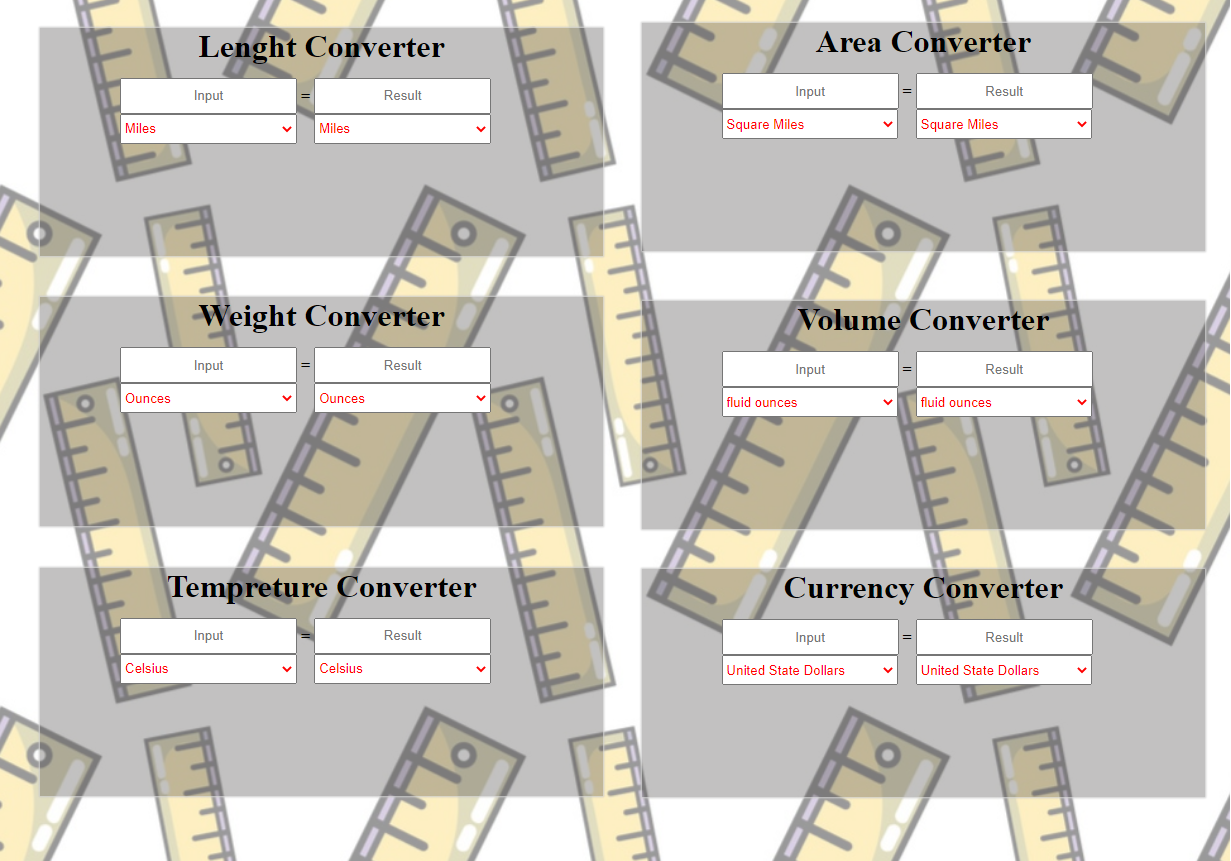 Lenght Converter
Input = Result
Miles Miles
Area Converter
Input = Result
Square Miles Square Miles
Weight Converter
Input = Result
Ounces Ounces
Volume Converter
Input = Result
fluid ounces fluid ounces
Tempreture Converter
Input = Result
Celsius Celsius
Currency Converter
Input = Result
United State Dollars United State Dollars